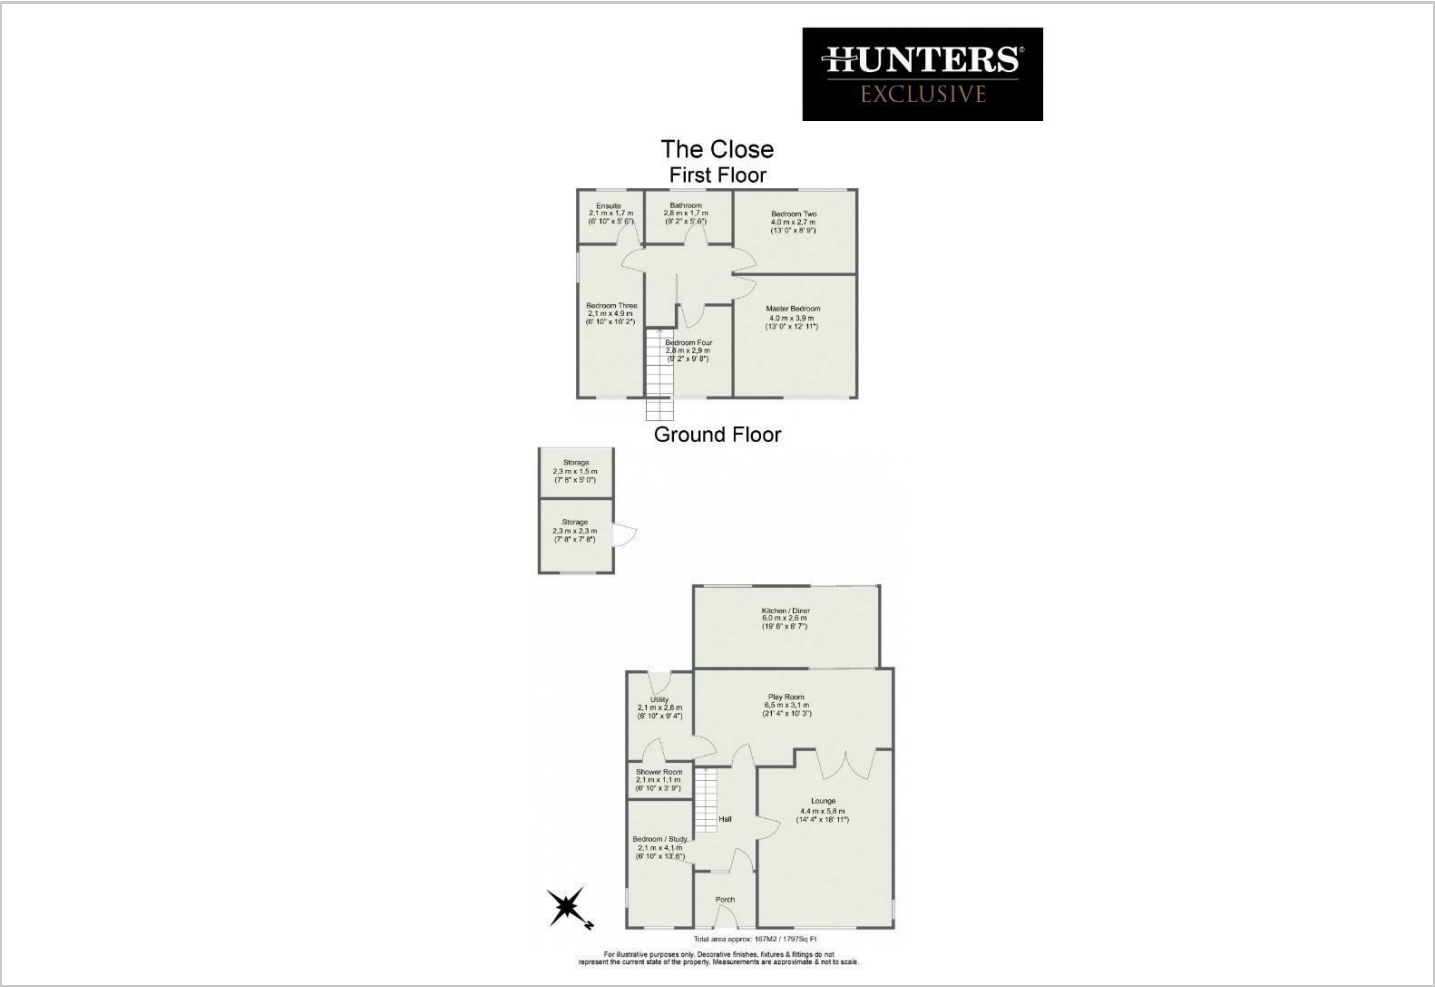 HUNTERS®
EXCLUSIVE
The Close
First Floor
Ensuite
2,1 m x 1,7 m
(6' 10" x 5' 6")
Bathroom
2,8 m x 1,7 m
(9' 2" x 5' 6")
Bedroom Two
4,0 m x 2,7 m
(13' 0" x 8' 9")
Bedroom Three
2,1 m x 4,9 m
(6' 10" x 16' 2")
Master Bedroom
4,0 m x 3,9 m
(13' 0" x 12' 11")
Bedroom Four
2,8 m x 2,9 m
(9' 2" x 9' 8")
Ground Floor
Storage
2,3 m x 1,5 m
(7' 8" x 5' 0")
Storage
2,3 m x 2,3 m
(7' 8" x 7' 8")
Kitchen / Diner
6,0 m x 2,6 m
(19' 8" x 8' 7")
Utility
2,1 m x 2,8 m
(6' 10" x 9' 4")
Play Room
6,5 m x 3,1 m
(21' 4" x 10' 3")
Shower Room
2,1 m x 1,1 m
(6' 10" x 3' 9")
Lounge
4,4 m x 5,8 m
(14' 4" x 18' 11")
Hall
Bedroom / Study
2,1 m x 4,1 m
(6' 10" x 13' 6")
Porch
N
Total area approx: 167M2 / 1797Sq Ft
For illustrative purposes only. Decorative finishes, fixtures & fittings do not
represent the current state of the property. Measurements are approximate & not to scale.